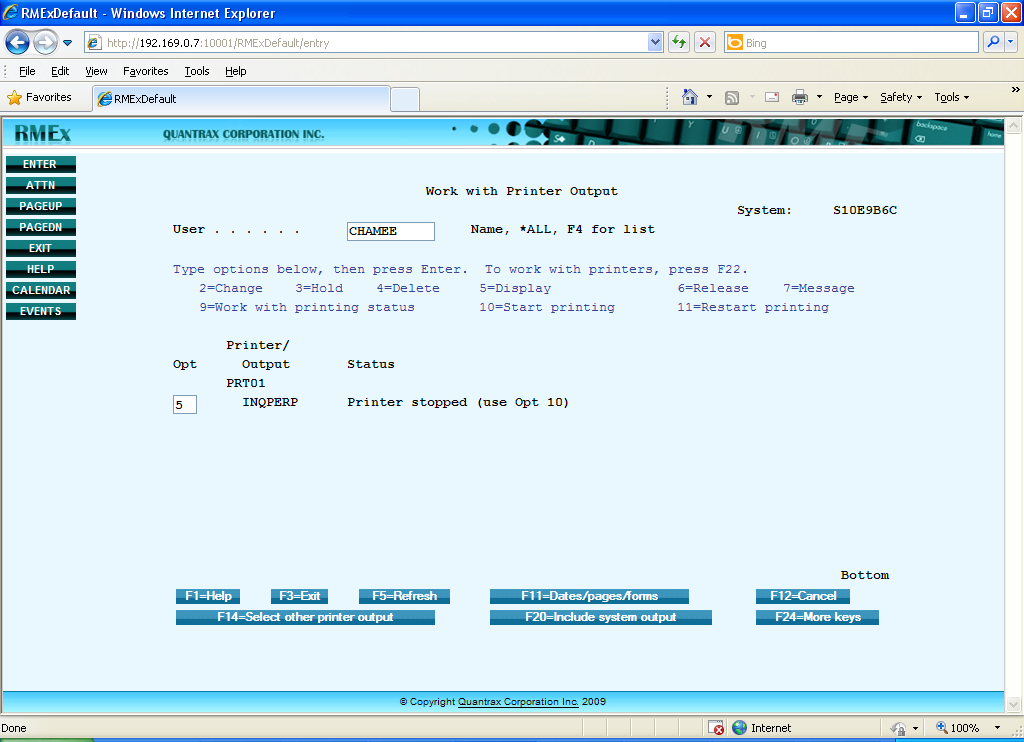 RMExDefault - Windows Internet Explorer
http://192.169.0.7:10001/RMExDefault/entry
Bing
File Edit View Favorites Tools Help
Favorites RMExDefault Page Safety Tools
RMEx QUANTRAX CORPORATION INC.
ENTER
ATTN
PAGEUP
PAGEDN
EXIT
HELP
CALENDAR
EVENTS
Work with Printer Output
System: S10E9B6C
User . . . . . . CHAMEE Name, *ALL, F4 for list
Type options below, then press Enter. To work with printers, press F22.
2=Change 3=Hold 4=Delete 5=Display 6=Release 7=Message
9=Work with printing status 10=Start printing 11=Restart printing
Printer/
Opt Output Status
PRT01
5 INQPERP Printer stopped (use Opt 10)
Bottom
F1=Help F3=Exit F5=Refresh F11=Dates/pages/forms F12=Cancel
F14=Select other printer output F20=Include system output F24=More keys
© Copyright Quantrax Corporation Inc. 2009
Done Internet 100%